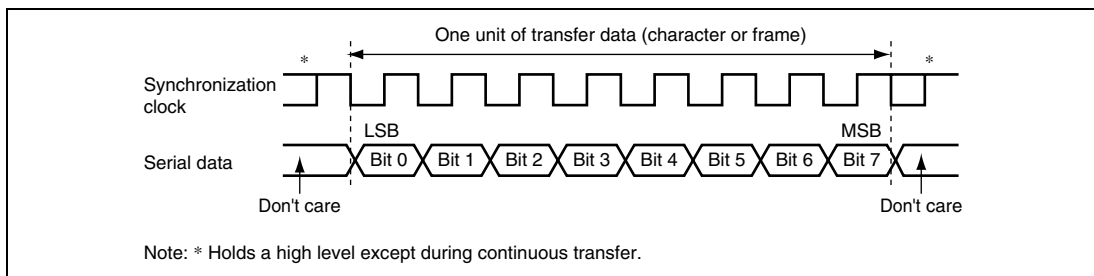 One unit of transfer data (character or frame)
* *
Synchronization
clock
LSB MSB
Serial data
Bit 0 Bit 1 Bit 2 Bit 3 Bit 4 Bit 5 Bit 6 Bit 7
Don't care Don't care
Note: * Holds a high level except during continuous transfer.